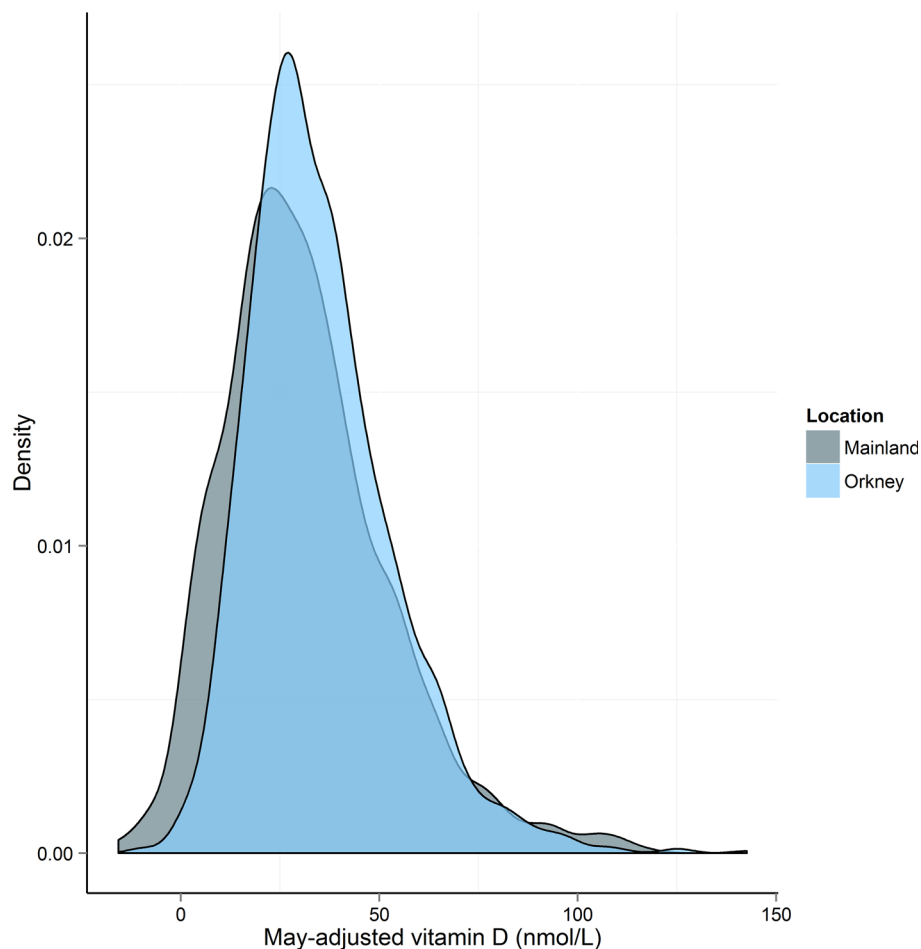 Density
0.02
0.01
0.00
0
50
100
150
May-adjusted vitamin D (nmol/L)
Location
Mainland
Orkney